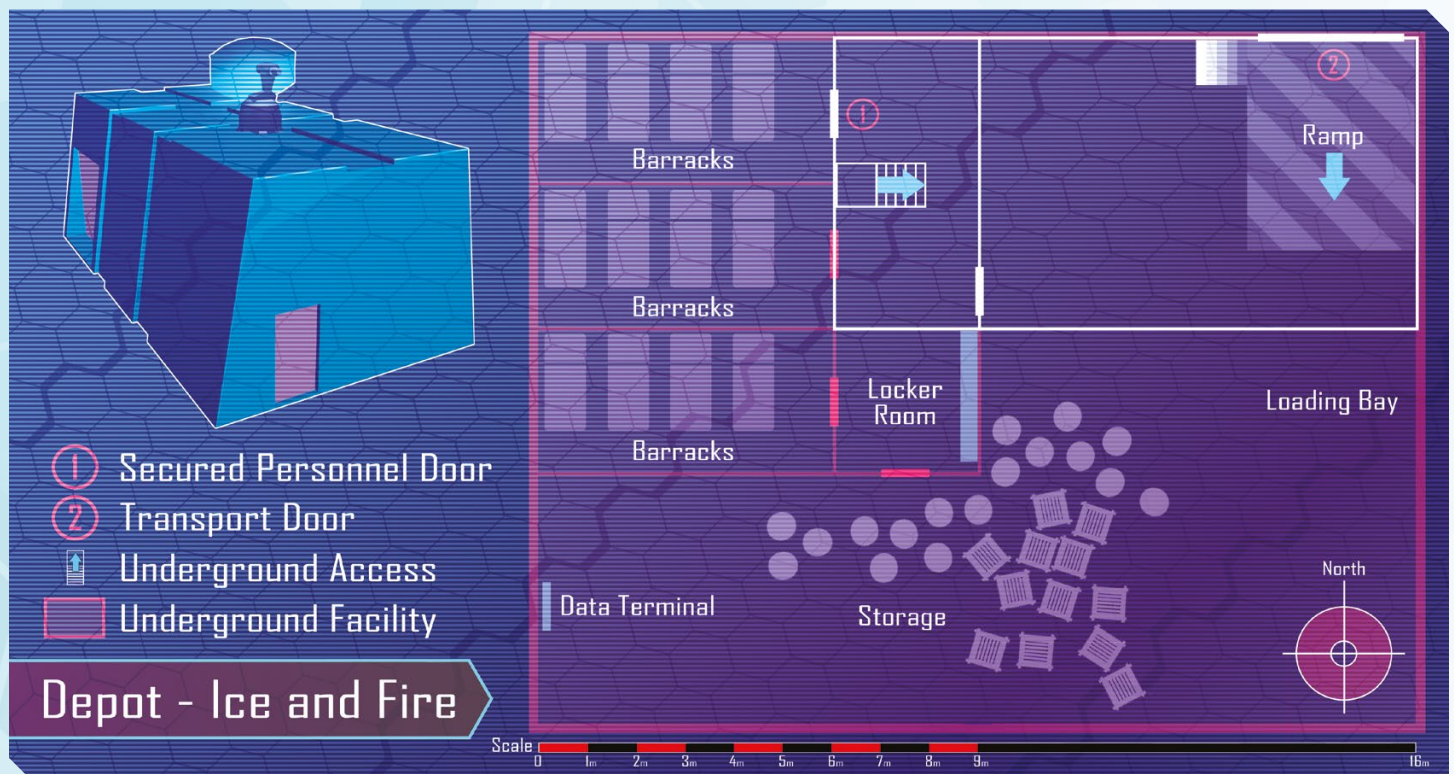 Barracks
Barracks
Barracks
1
2
Ramp
Locker
Room
Loading Bay
Data Terminal
Storage
North
1 Secured Personnel Door
2 Transport Door
Underground Access
Underground Facility
Depot - Ice and Fire
Scale
0 1m 2m 3m 4m 5m 6m 7m 8m 9m 16m